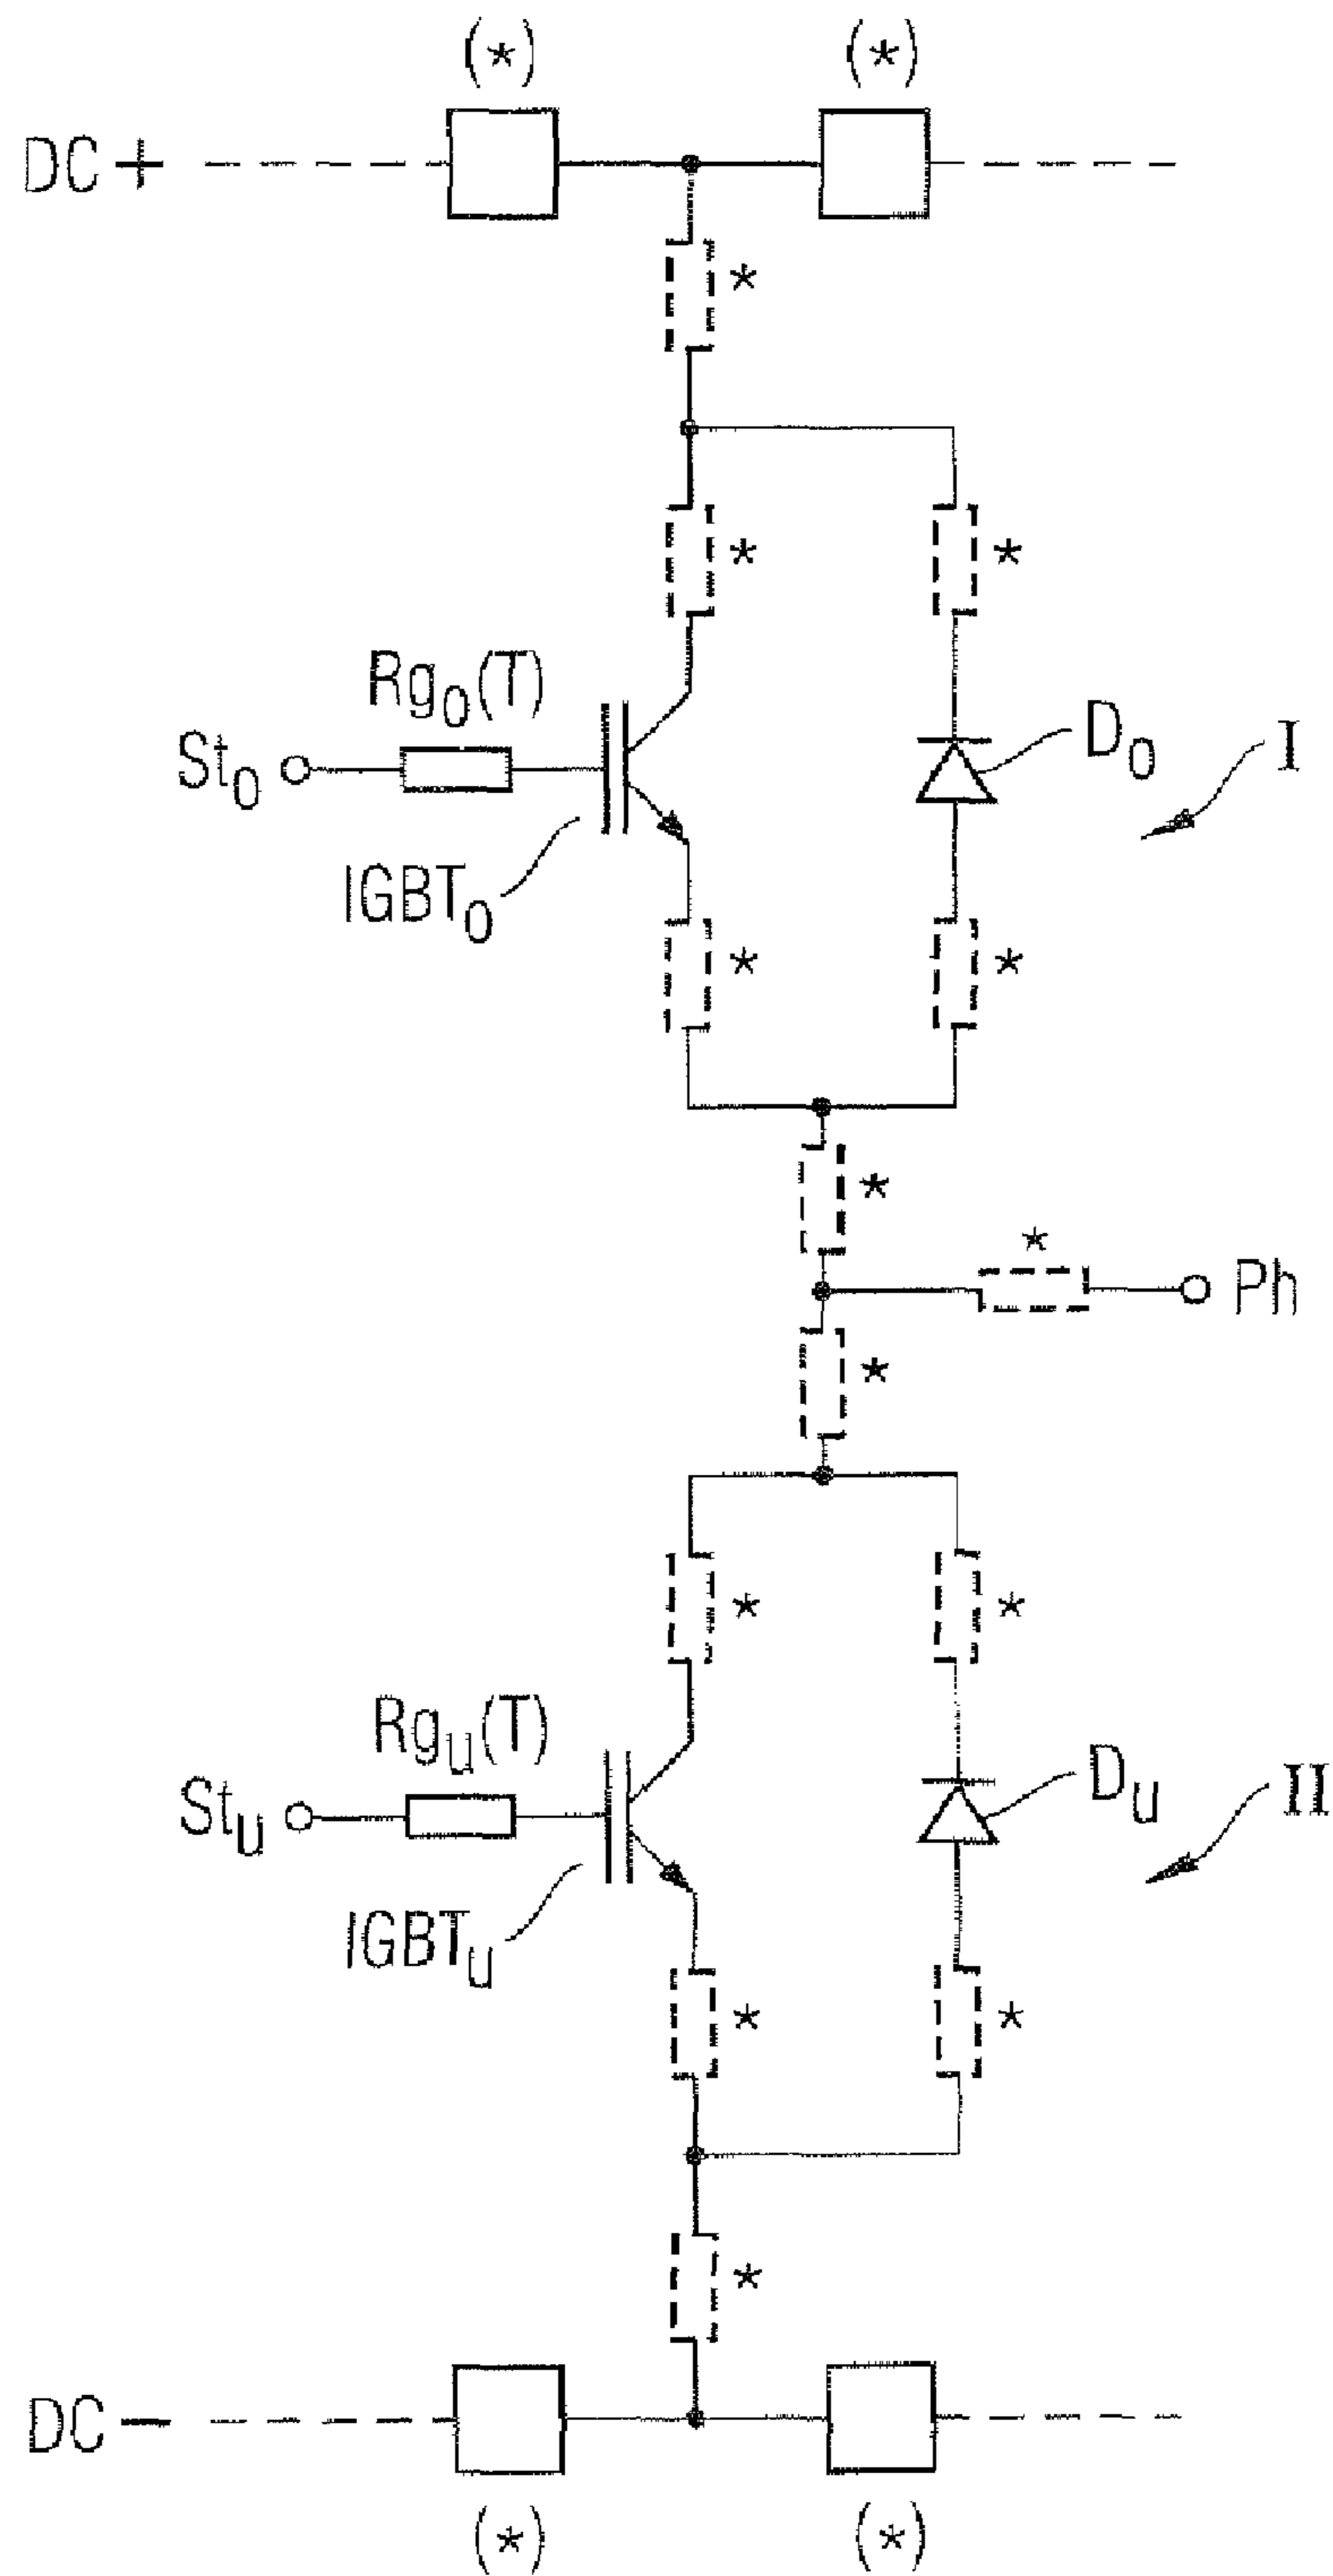 (*) (*)
DC +
*
* *
Rg₀(T)
St₀
D₀
I
IGBT₀
* *
*
*
Ph
*
* *
Rgᵤ(T)
Stᵤ
Dᵤ
II
IGBTᵤ
* *
*
DC −
(*) (*)